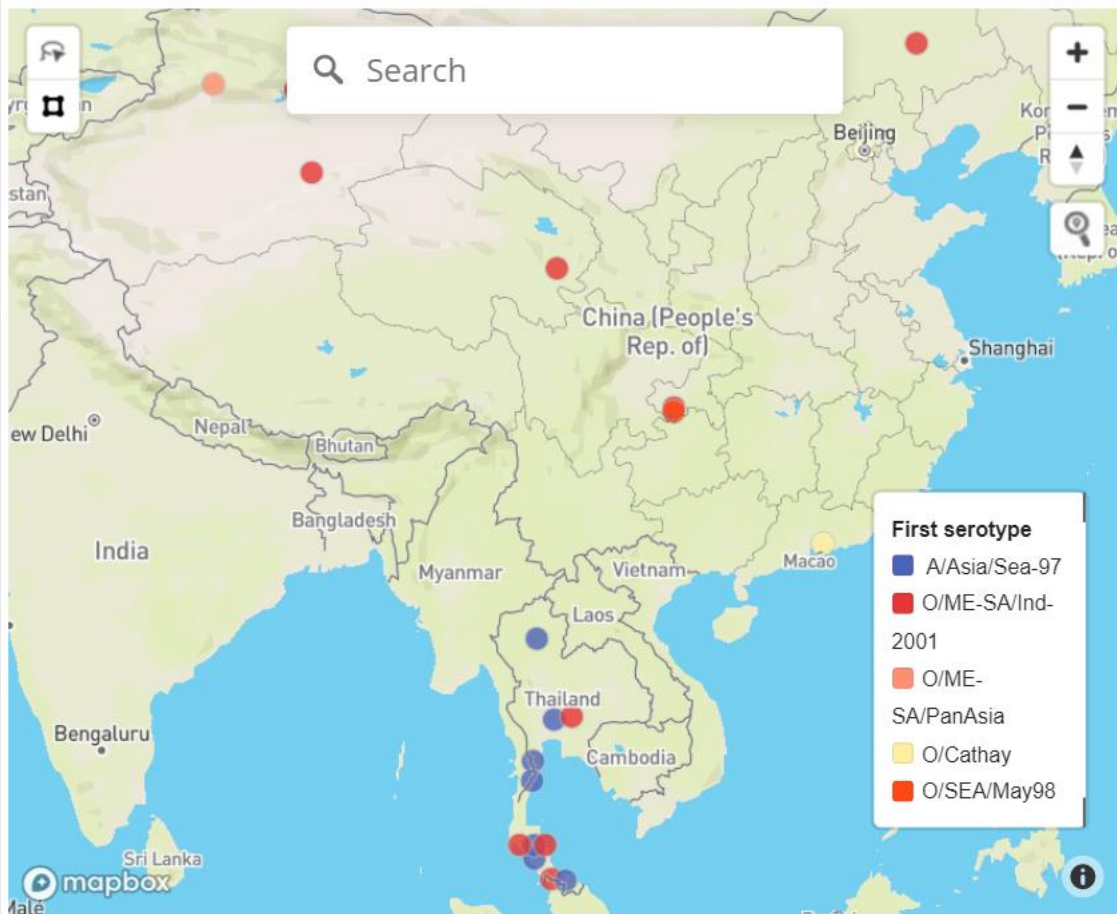 Search
Beijing
China (People's
Rep. of)
Shanghai
ew Delhi
Nepal
Bhutan
Bangladesh
India
Myanmar
Vietnam
Macao
Laos
Thailand
Cambodia
Bengaluru
Sri Lanka
Malé
mapbox
First serotype
A/Asia/Sea-97
O/ME-SA/Ind-
2001
O/ME-
SA/PanAsia
O/Cathay
O/SEA/May98